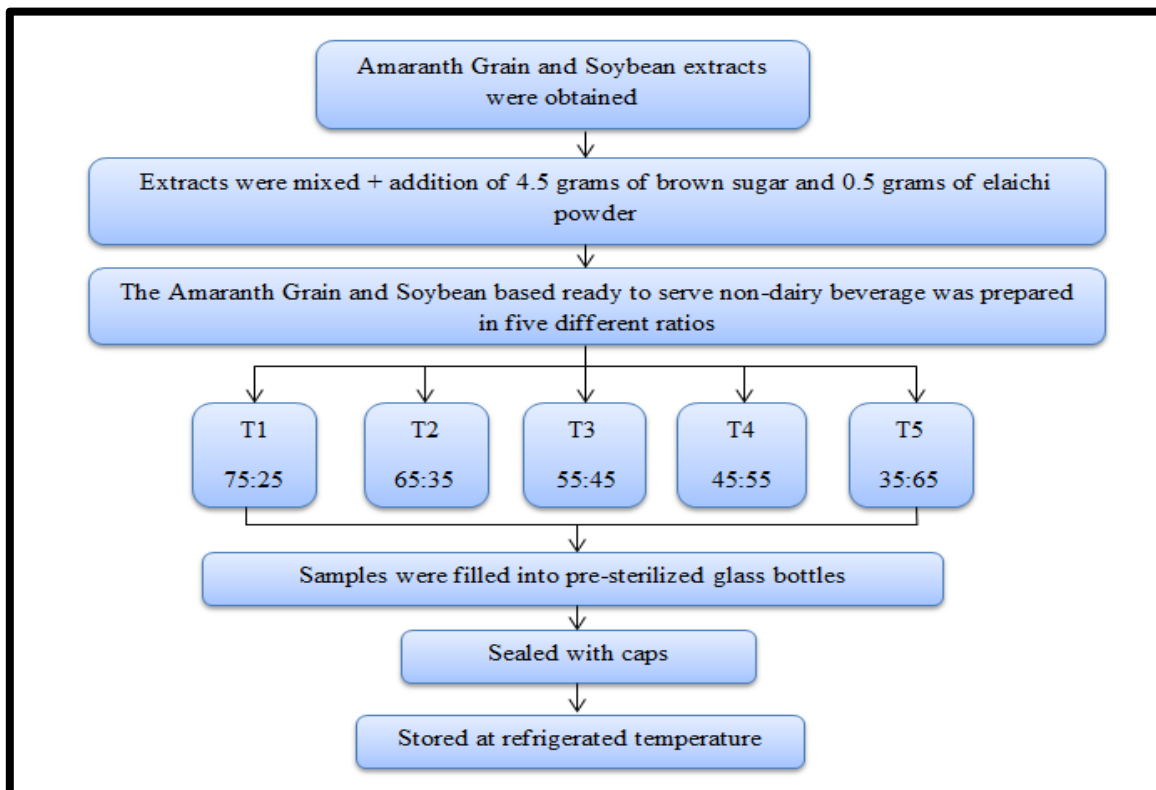 Amaranth Grain and Soybean extracts
were obtained
Extracts were mixed + addition of 4.5 grams of brown sugar and 0.5 grams of elaichi
powder
The Amaranth Grain and Soybean based ready to serve non-dairy beverage was prepared
in five different ratios
T1
75:25
T2
65:35
T3
55:45
T4
45:55
T5
35:65
Samples were filled into pre-sterilized glass bottles
Sealed with caps
Stored at refrigerated temperature